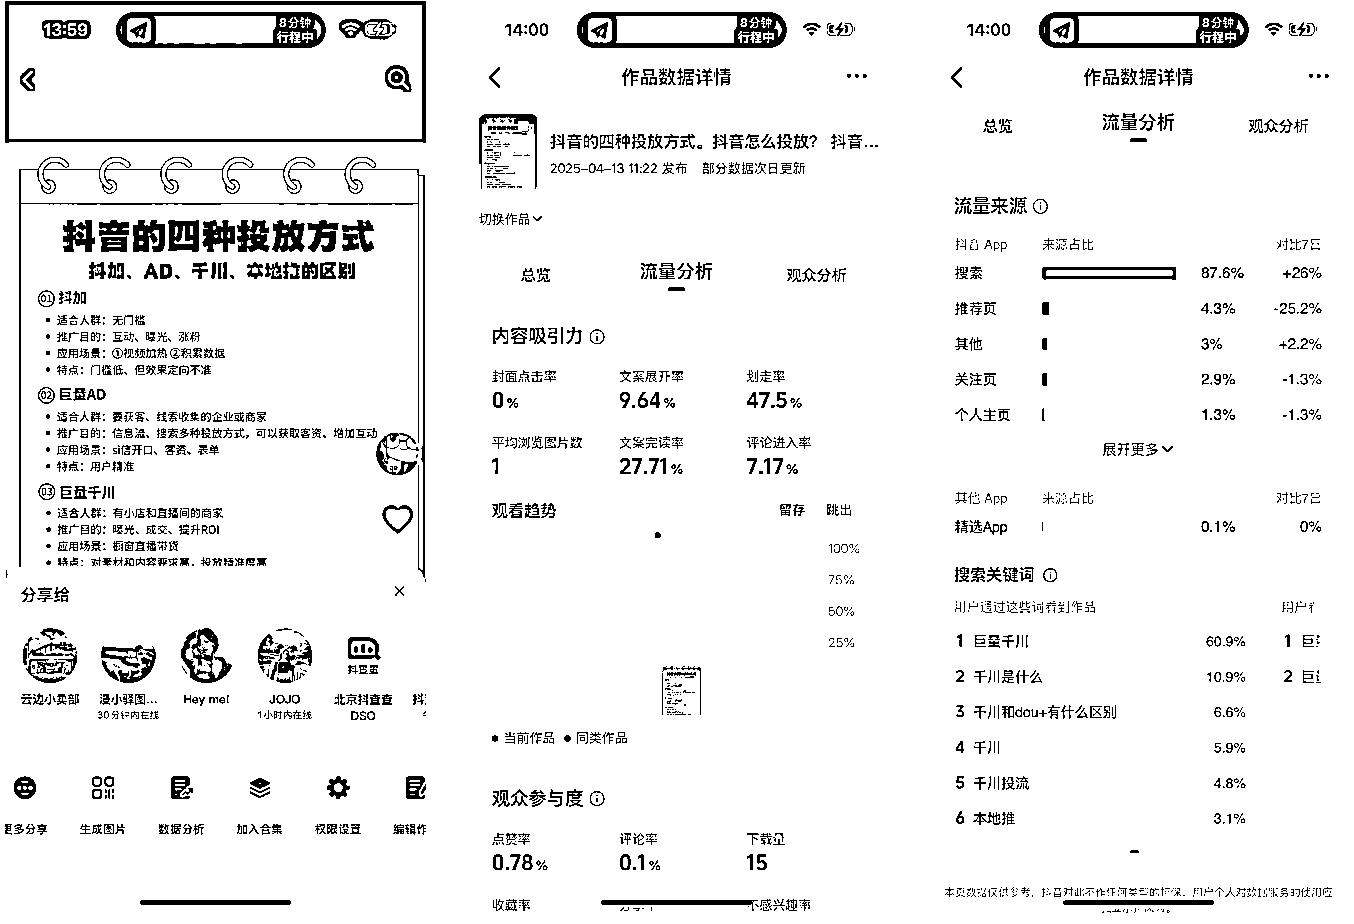 13:59
8分钟
行程中
抖音的四种投放方式
抖加、AD、千川、本地推的区别
01 抖加
• 适合人群：无门槛
• 推广目的：互动、曝光、涨粉
• 应用场景：①视频加热 ②积累数据
• 特点：门槛低、但效果定向不准
02 巨量AD
• 适合人群：要获客、线索收集的企业或商家
• 推广目的：信息流、搜索多种投放方式，可以获取客资、增加互动
• 应用场景：si信开口、客资、表单
• 特点：用户精准
03 巨量千川
• 适合人群：有小店和直播间的商家
• 推广目的：曝光、成交、提升ROI
• 应用场景：橱窗直播带货
• 特点：对素材和内容要求高，投放精准度高
分享给
云边小卖部
漫小驿图...
30分钟内在线
Hey mei
JOJO
1小时内在线
抖查查
北京抖查查
DSO
更多分享
生成图片
数据分析
加入合集
权限设置
编辑作
14:00
8分钟
行程中
作品数据详情
抖音的四种投放方式。抖音怎么投放？ 抖音...
2025-04-13 11:22 发布 部分数据次日更新
切换作品
总览 流量分析 观众分析
内容吸引力
封面点击率 文案展开率 划走率
0% 9.64% 47.5%
平均浏览图片数 文案完读率 评论进入率
1 27.71% 7.17%
观看趋势 留存 跳出
100%
75%
50%
25%
• 当前作品 • 同类作品
观众参与度
点赞率 评论率 下载量
0.78% 0.1% 15
收藏率 不感兴趣率
14:00
8分钟
行程中
作品数据详情
总览 流量分析 观众分析
流量来源
抖音 App 来源占比 对比7日
搜索 87.6% +26%
推荐页 4.3% -25.2%
其他 3% +2.2%
关注页 2.9% -1.3%
个人主页 1.3% -1.3%
展开更多
其他 App 来源占比 对比7日
精选App 0.1% 0%
搜索关键词
用户通过这些词看到作品 用户在
1 巨量千川 60.9% 1 巨
2 千川是什么 10.9% 2 巨
3 千川和dou+有什么区别 6.6%
4 千川 5.9%
5 千川投流 4.8%
6 本地推 3.1%
本页数据仅供参考，抖音对此不作任何类型的担保，用户个人对数据服务的使用应